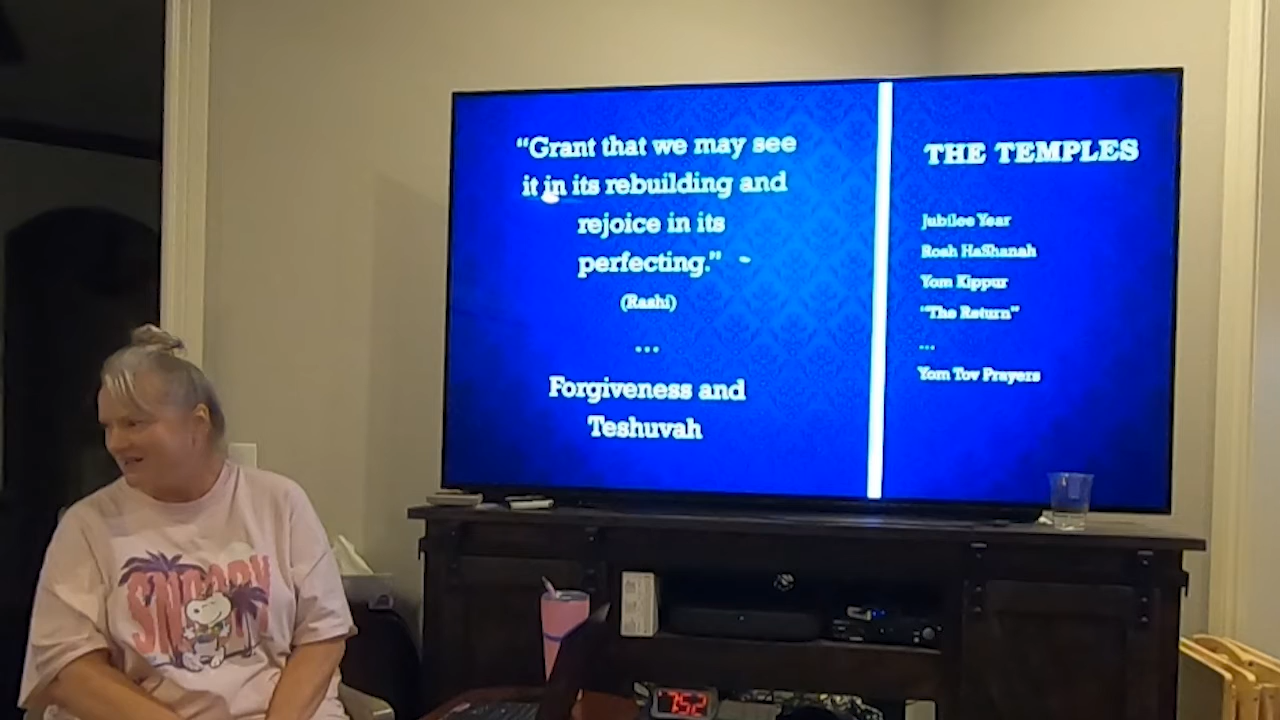 “Grant that we may see
it in its rebuilding and
rejoice in its
perfecting.”
(Rashi)
...
Forgiveness and
Teshuvah
THE TEMPLES
Jubilee Year
Rosh HaShanah
Yom Kippur
“The Return”
...
Yom Tov Prayers
SNOOPY
7:52